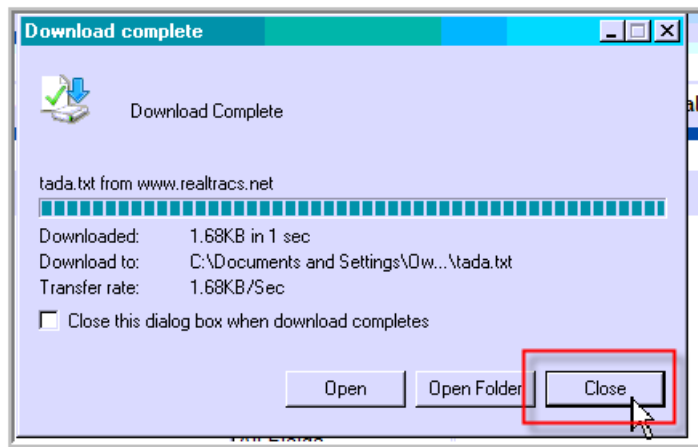 Download complete
Download Complete
tada.txt from www.realtracs.net
Downloaded: 1.68KB in 1 sec
Download to: C:\Documents and Settings\Ow...\tada.txt
Transfer rate: 1.68KB/Sec
Close this dialog box when download completes
Open Open Folder Close